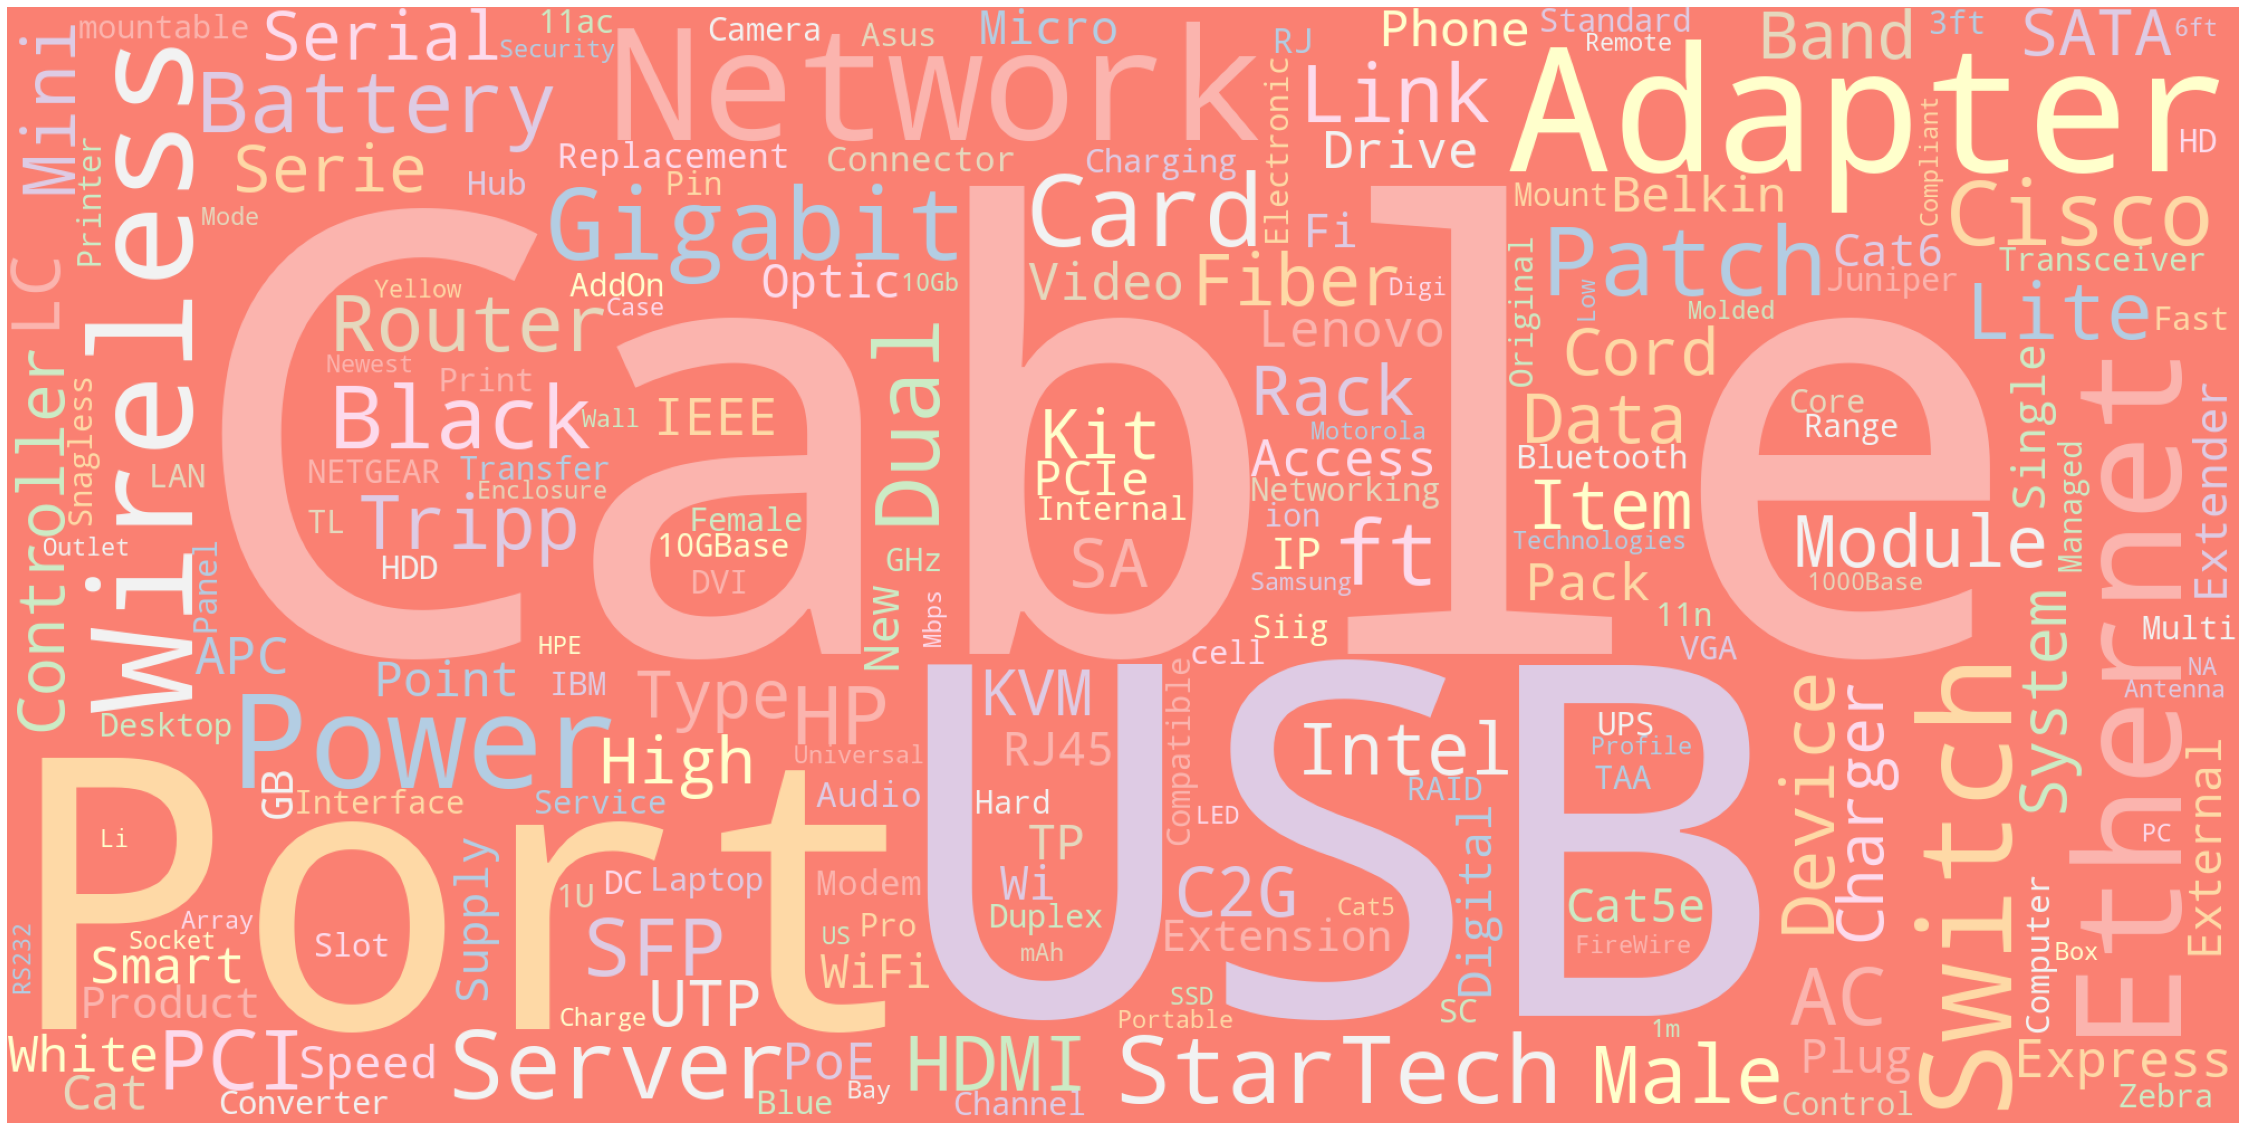 mountable
Serial
11ac
Security
Camera
Network
Asus
Micro
RJ
Phone
Standard
Remote
Band
3ft
SATA
6ft
Mini
Wireless
Battery
Electronic
Link
Adapter
Compliant
HD
Printer
Serie
Hub
Replacement
Pin
Connector
Charging
Drive
Mode
Gigabit
Card
Fi
Mount
Belkin
Cisco
LC
Cable
AddOn
Case
Optic
10Gb
Video
Fiber
Digi
Original
Patch
Low
Cat6
Juniper
Transceiver
Yellow
Router
Newest
Lenovo
Molded
Cord
Lite
Fast
Controller
Snagless
Print
Black
Wall
IEEE
Dual
Kit
Rack
Motorola
Data
Core
Range
Single
Extender
Ethernet
LAN
NETGEAR
Transfer
Enclosure
PCIe
Internal
Access
Networking
Bluetooth
Item
Managed
TL
Tripp
Female
10GBase
ion
IP
ft
Technologies
Module
Outlet
HDD
DVI
GHz
SA
Samsung
Pack
1000Base
Panel
New
Mbps
Siig
11n
System
Multi
APC
HPE
cell
VGA
Point
IBM
Type
HP
KVM
USB
Compatible
NA
Antenna
Desktop
Power
High
Universal
RJ45
Intel
UPS
Profile
TAA
Device
Charger
Switch
External
Port
GB
Interface
Service
Audio
Hard
LED
RAID
Digital
Li
Supply
TP
PC
1U
DC
Laptop
Modem
Wi
C2G
Cat5
Cat5e
Computer
Array
Socket
Slot
SFP
US
Pro
Duplex
Extension
FireWire
Box
RS232
Smart
WiFi
mAh
AC
Product
Charge
UTP
SSD
Portable
SC
1m
White
PCI
Speed
Server
PoE
HDMI
StarTech
Male
Plug
Express
Cat
Converter
Blue
Bay
Channel
Control
Zebra